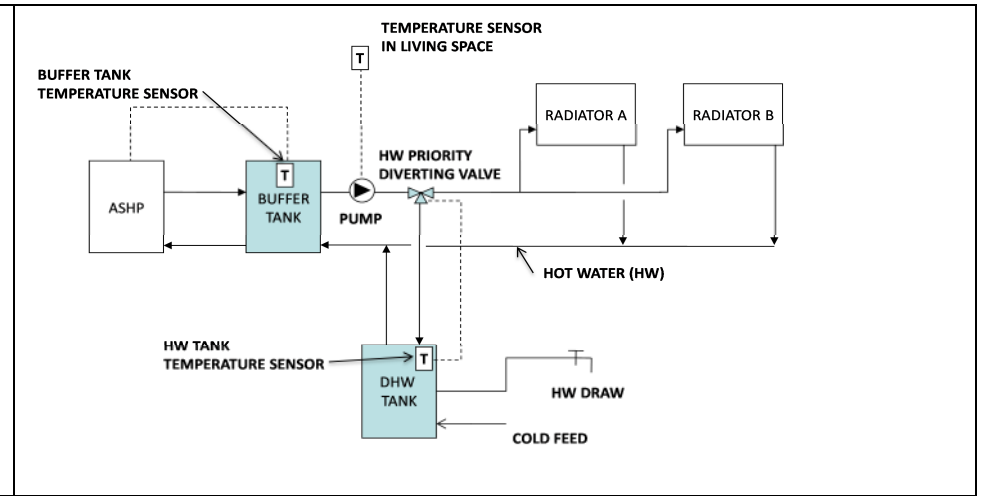 TEMPERATURE SENSOR
IN LIVING SPACE
T
BUFFER TANK
TEMPERATURE SENSOR
RADIATOR A
RADIATOR B
HW PRIORITY
DIVERTING VALVE
T
ASHP
BUFFER
TANK
PUMP
HOT WATER (HW)
HW TANK
TEMPERATURE SENSOR
T
DHW
TANK
HW DRAW
COLD FEED